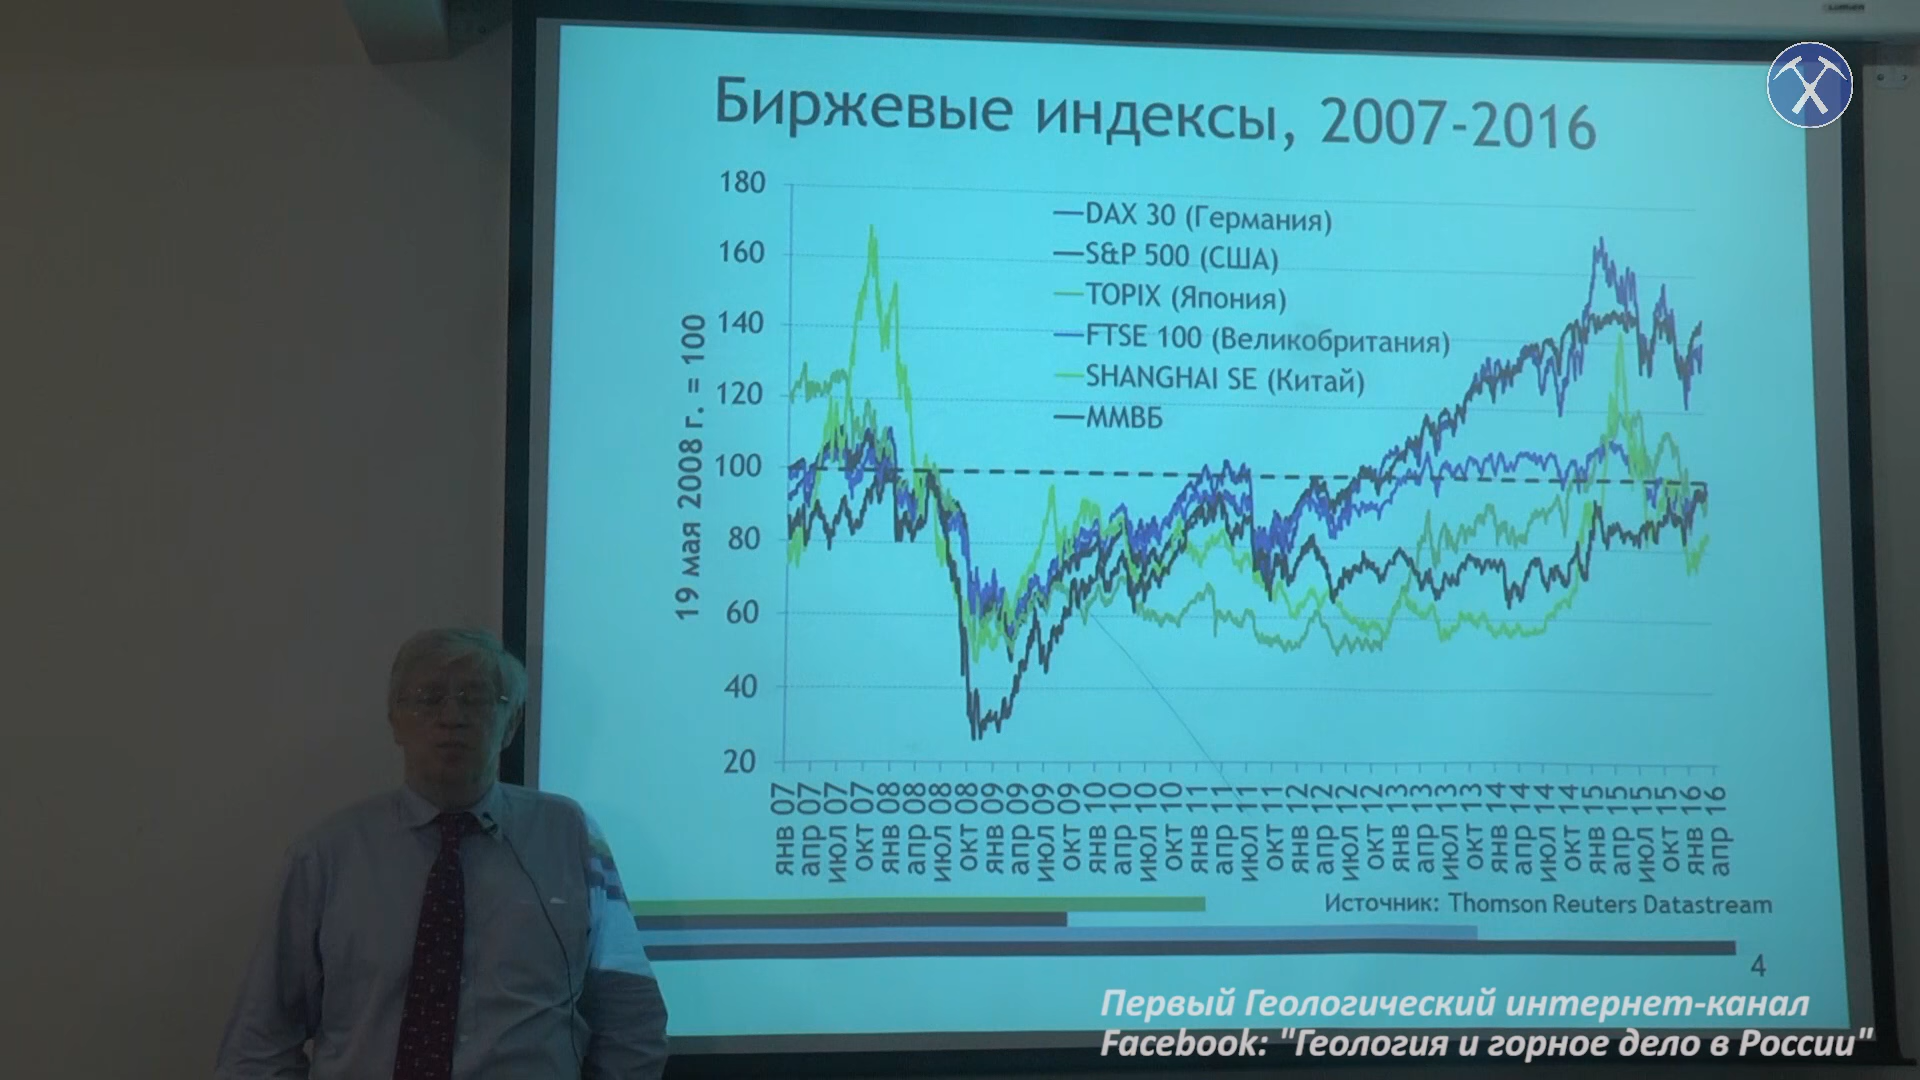 Биржевые индексы, 2007-2016
19 мая 2008 г. = 100
180
160
140
120
100
80
60
40
20
DAX 30 (Германия)
S&P 500 (США)
TOPIX (Япония)
FTSE 100 (Великобритания)
SHANGHAI SE (Китай)
ММВБ
янв 07
апр 07
июл 07
окт 07
янв 08
апр 08
июл 08
окт 08
янв 09
апр 09
июл 09
окт 09
янв 10
апр 10
июл 10
окт 10
янв 11
апр 11
июл 11
окт 11
янв 12
апр 12
июл 12
окт 12
янв 13
апр 13
июл 13
окт 13
янв 14
апр 14
июл 14
окт 14
янв 15
апр 15
июл 15
окт 15
янв 16
апр 16
Источник: Thomson Reuters Datastream
4
Первый Геологический интернет-канал
Facebook: "Геология и горное дело в России"